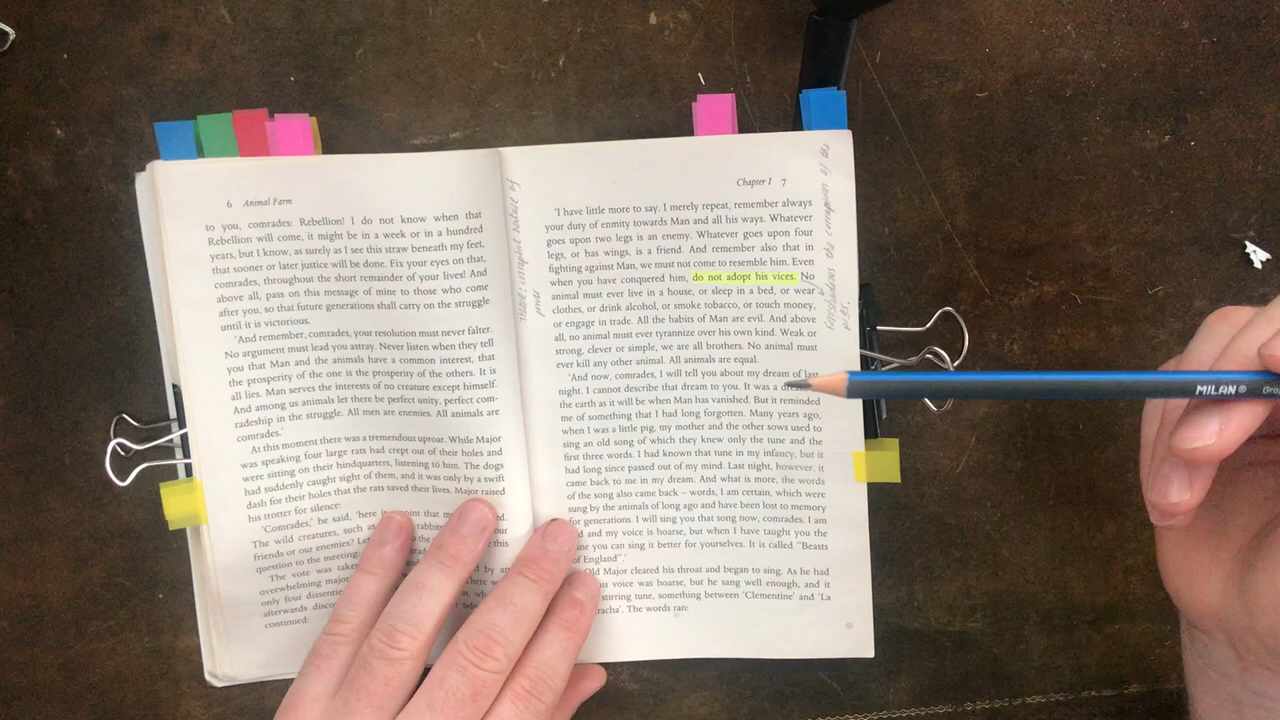 6 Animal Farm
to you, comrades: Rebellion! I do not know when that
Rebellion will come, it might be in a week or in a hundred
years, but I know, as surely as I see this straw beneath my feet,
that sooner or later justice will be done. Fix your eyes on that,
comrades, throughout the short remainder of your lives! And
above all, pass on this message of mine to those who come
after you, so that future generations shall carry on the struggle
until it is victorious.
'And remember, comrades, your resolution must never falter.
No argument must lead you astray. Never listen when they tell
you that Man and the animals have a common interest, that
the prosperity of the one is the prosperity of the others. It is
all lies. Man serves the interests of no creature except himself.
And among us animals let there be perfect unity, perfect com-
radeship in the struggle. All men are enemies. All animals are
comrades.'
At this moment there was a tremendous uproar. While Major
was speaking four large rats had crept out of their holes and
were sitting on their hindquarters, listening to him. The dogs
had suddenly caught sight of them, and it was only by a swift
dash for their holes that the rats saved their lives. Major raised
his trotter for silence:
'Comrades,' he said, 'here is point that
The wild creatures, such as rabbits
friends or our enemies? this
question to the meeting:
The vote was taken by an
overwhelming
only four
afterwards
continued:
theme: corruptive nature of
power
Chapter I 7
'I have little more to say. I merely repeat, remember always
your duty of enmity towards Man and all his ways. Whatever
goes upon two legs is an enemy. Whatever goes upon four
legs, or has wings, is a friend. And remember also that in
fighting against Man, we must not come to resemble him. Even
when you have conquered him, do not adopt his vices. No
animal must ever live in a house, or sleep in a bed, or wear
clothes, or drink alcohol, or smoke tobacco, or touch money,
or engage in trade. All the habits of Man are evil. And above
all, no animal must ever tyrannize over his own kind. Weak or
strong, clever or simple, we are all brothers. No animal must
ever kill any other animal. All animals are equal.
'And now, comrades, I will tell you about my dream of last
night. I cannot describe that dream to you. It was a
the earth as it will be when Man has vanished. But it reminded
me of something that I had long forgotten. Many years ago,
when I was a little pig, my mother and the other sows used to
sing an old song of which they knew only the tune and the
first three words. I had known that tune in my infancy, but it
had long since passed out of my mind. Last night, however, it
came back to me in my dream. And what is more, the words
of the song also came back – words, I am certain, which were
sung by the animals of long ago and have been lost to memory
for generations. I will sing you that song now, comrades. I am
and my voice is hoarse, but when I have taught you the
you can sing it better for yourselves. It is called "Beasts
of England".'
Old Major cleared his throat and began to sing. As he had
his voice was hoarse, but he sang well enough, and it
stirring tune, something between 'Clementine' and 'La
The words ran:
foreshadows the corruption of the
pigs.
MILAN®